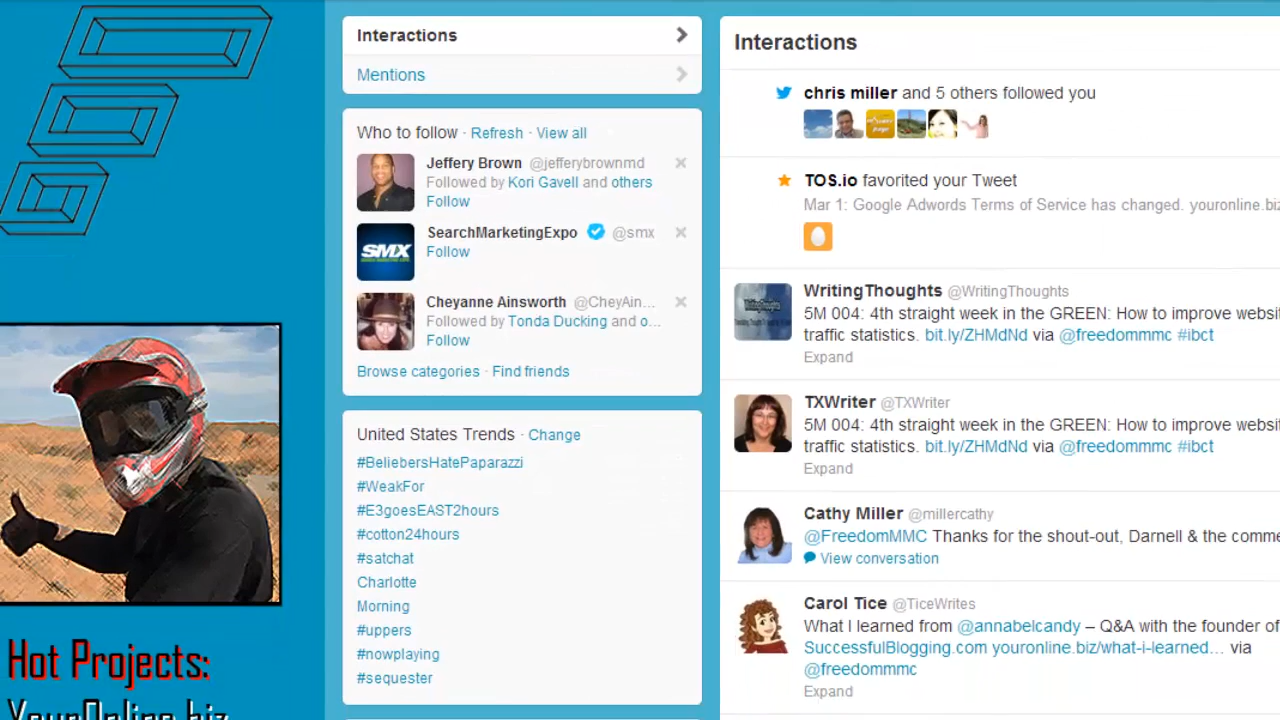 Interactions
Mentions
Who to follow · Refresh · View all
Jeffery Brown @jefferybrownmd
Followed by Kori Gavell and others
Follow
SMX
SearchMarketingExpo @smx
Follow
Cheyanne Ainsworth @CheyAin...
Followed by Tonda Ducking and o...
Follow
Browse categories · Find friends
United States Trends · Change
#BeliebersHatePaparazzi
#WeakFor
#E3goesEAST2hours
#cotton24hours
#satchat
Charlotte
Morning
#uppers
#nowplaying
#sequester
Hot Projects:
YourOnline.biz
Interactions
chris miller and 5 others followed you
TOS.io favorited your Tweet
Mar 1: Google Adwords Terms of Service has changed. youronline.biz
WritingThoughts @WritingThoughts
5M 004: 4th straight week in the GREEN: How to improve websi
traffic statistics. bit.ly/ZHMdNd via @freedommmc #ibct
Expand
TXWriter @TXWriter
5M 004: 4th straight week in the GREEN: How to improve websi
traffic statistics. bit.ly/ZHMdNd via @freedommmc #ibct
Expand
Cathy Miller @millercathy
@FreedomMMC Thanks for the shout-out, Darnell & the comme
View conversation
Carol Tice @TiceWrites
What I learned from @annabelcandy – Q&A with the founder of
SuccessfulBlogging.com youronline.biz/what-i-learned... via
@freedommmc
Expand